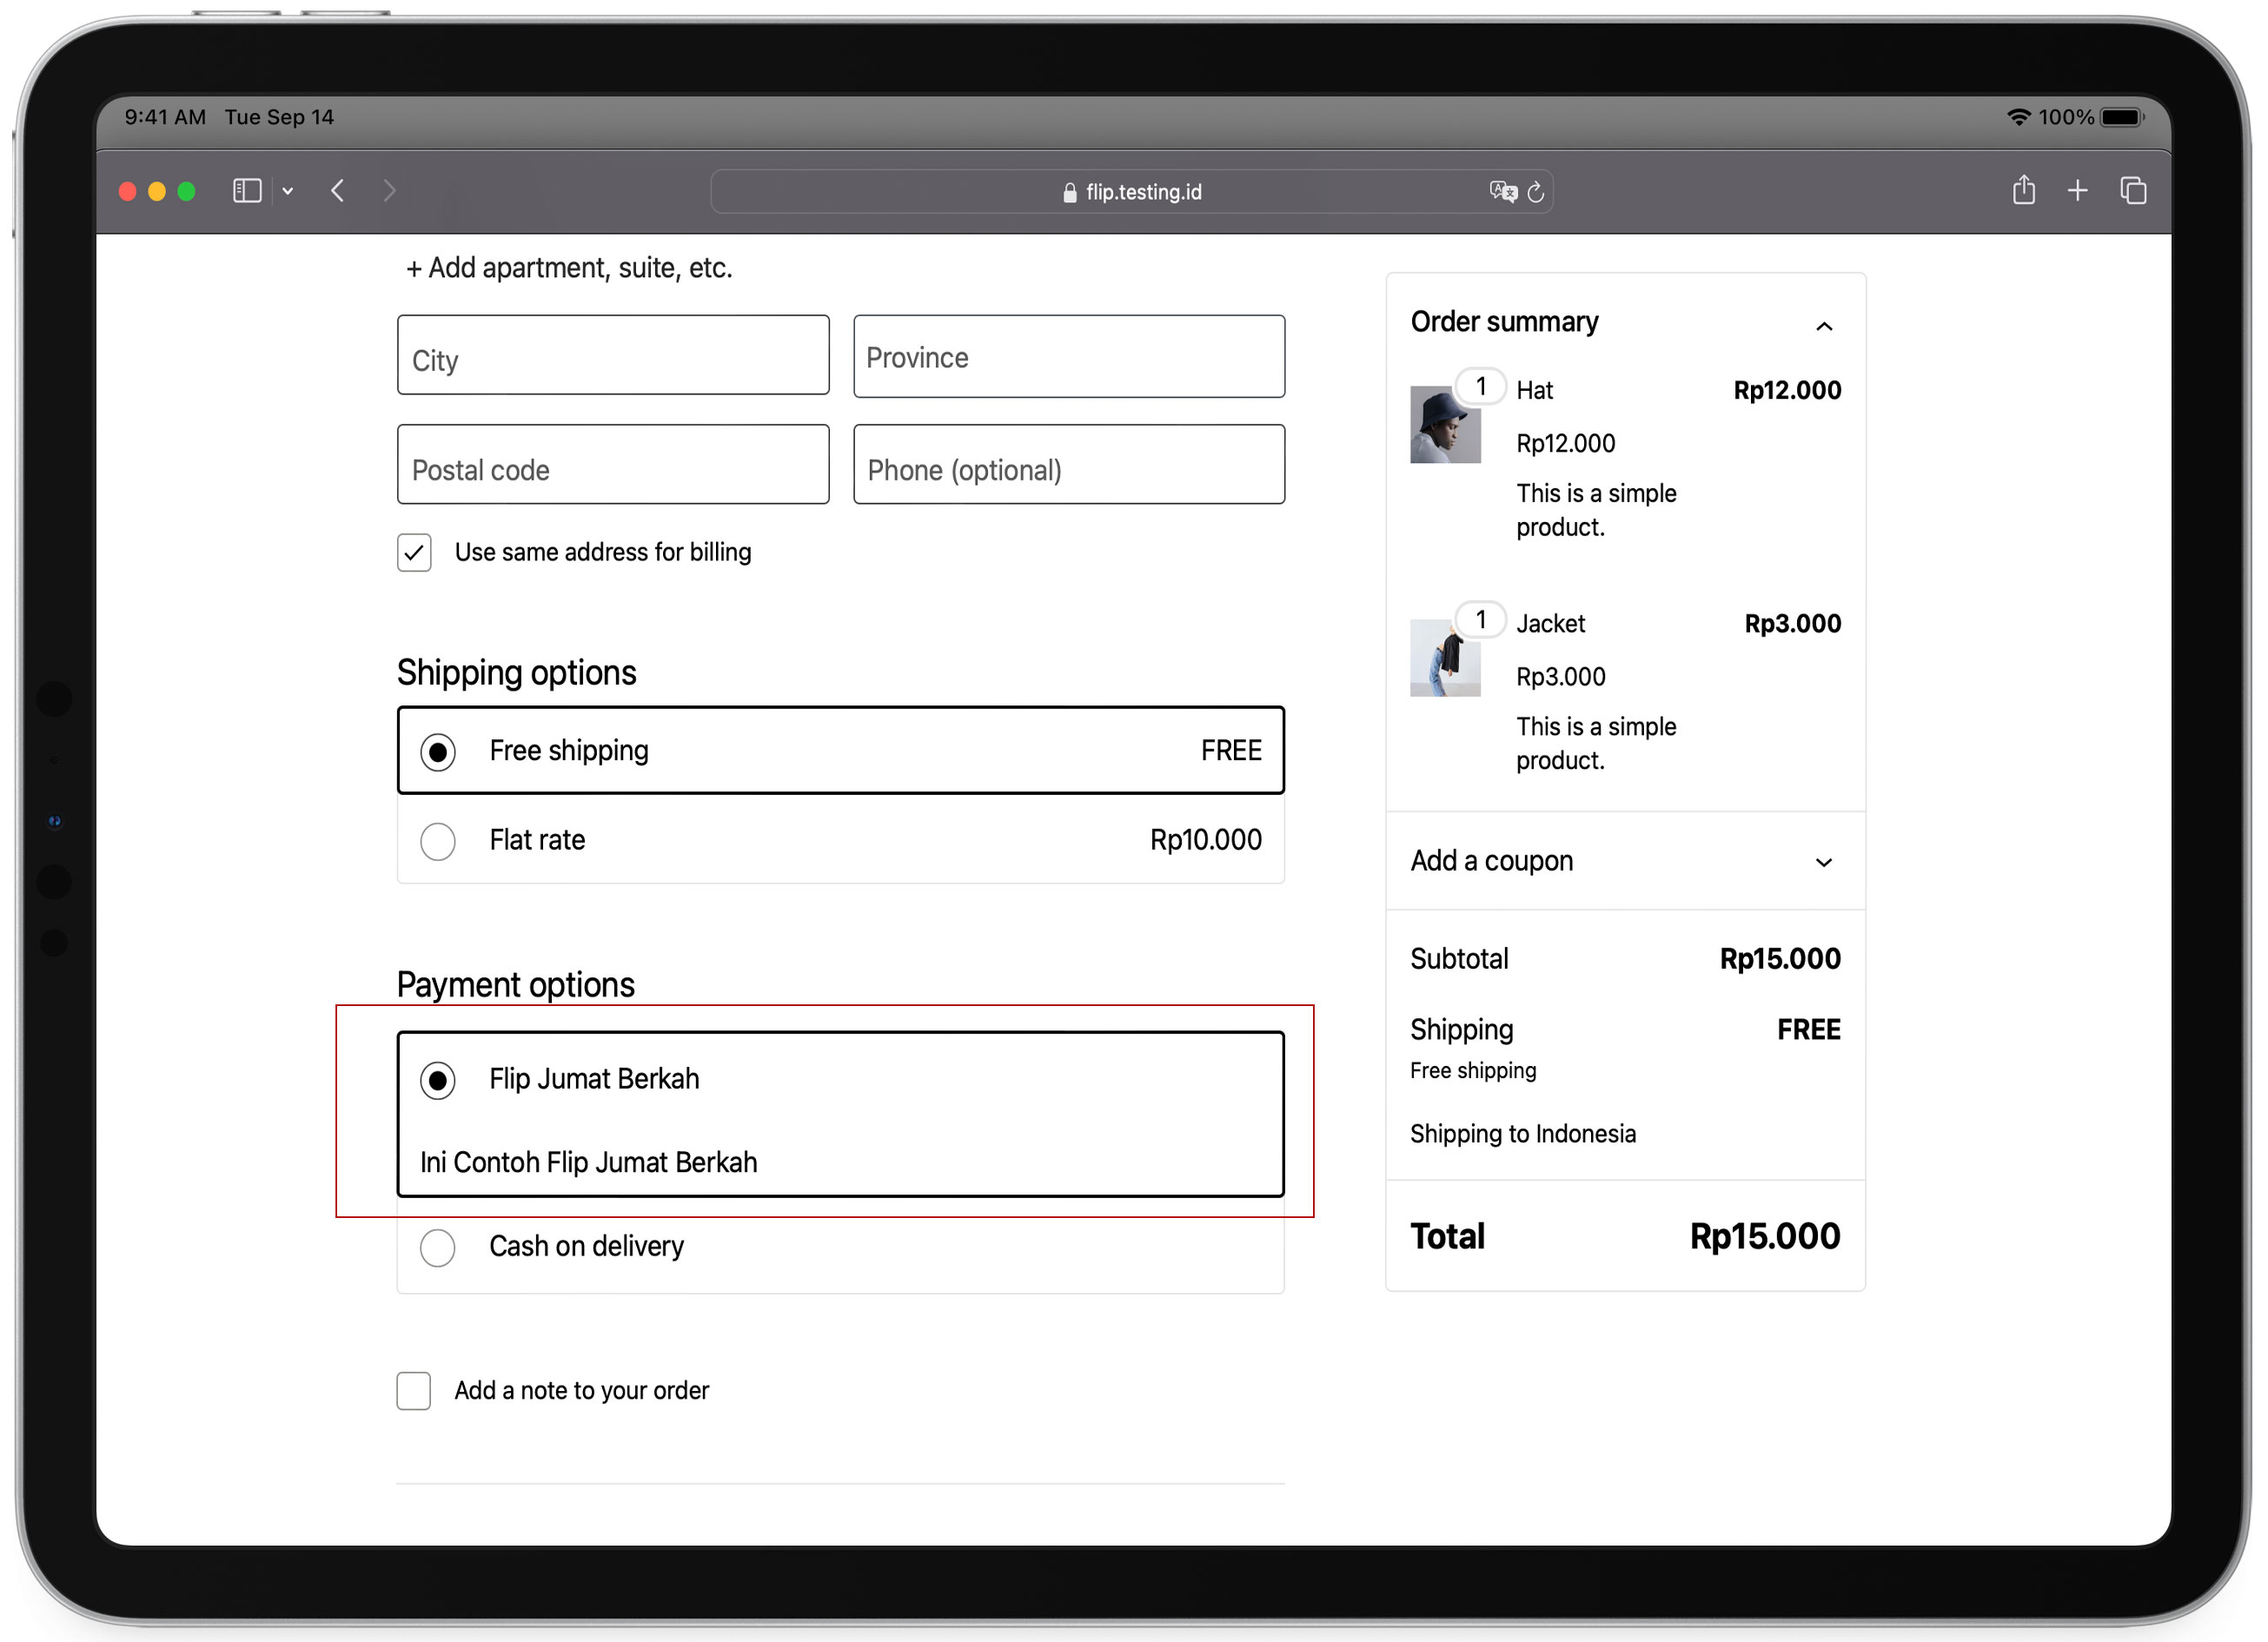 9:41 AM Tue Sep 14
100%
flip.testing.id
+ Add apartment, suite, etc.
City
Province
Postal code
Phone (optional)
Use same address for billing
Shipping options
Free shipping FREE
Flat rate Rp10.000
Payment options
Flip Jumat Berkah
Ini Contoh Flip Jumat Berkah
Cash on delivery
Add a note to your order
Order summary
1 Hat Rp12.000
Rp12.000
This is a simple
product.
1 Jacket Rp3.000
Rp3.000
This is a simple
product.
Add a coupon
Subtotal Rp15.000
Shipping FREE
Free shipping
Shipping to Indonesia
Total Rp15.000